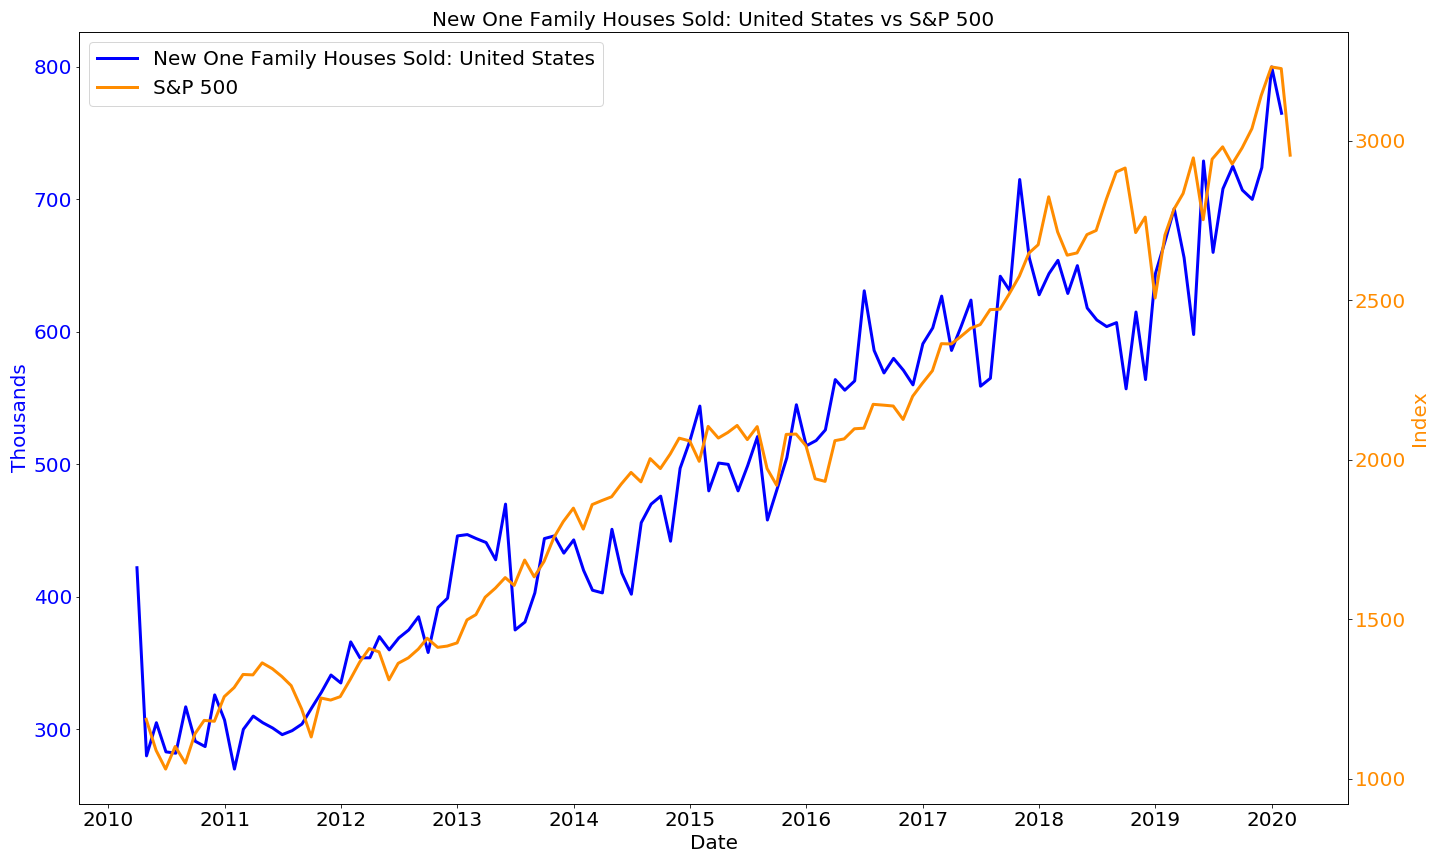 New One Family Houses Sold: United States vs S&P 500
New One Family Houses Sold: United States
S&P 500
800
700
600
500
400
300
Thousands
3000
2500
2000
1500
1000
Index
2010 2011 2012 2013 2014 2015 2016 2017 2018 2019 2020
Date